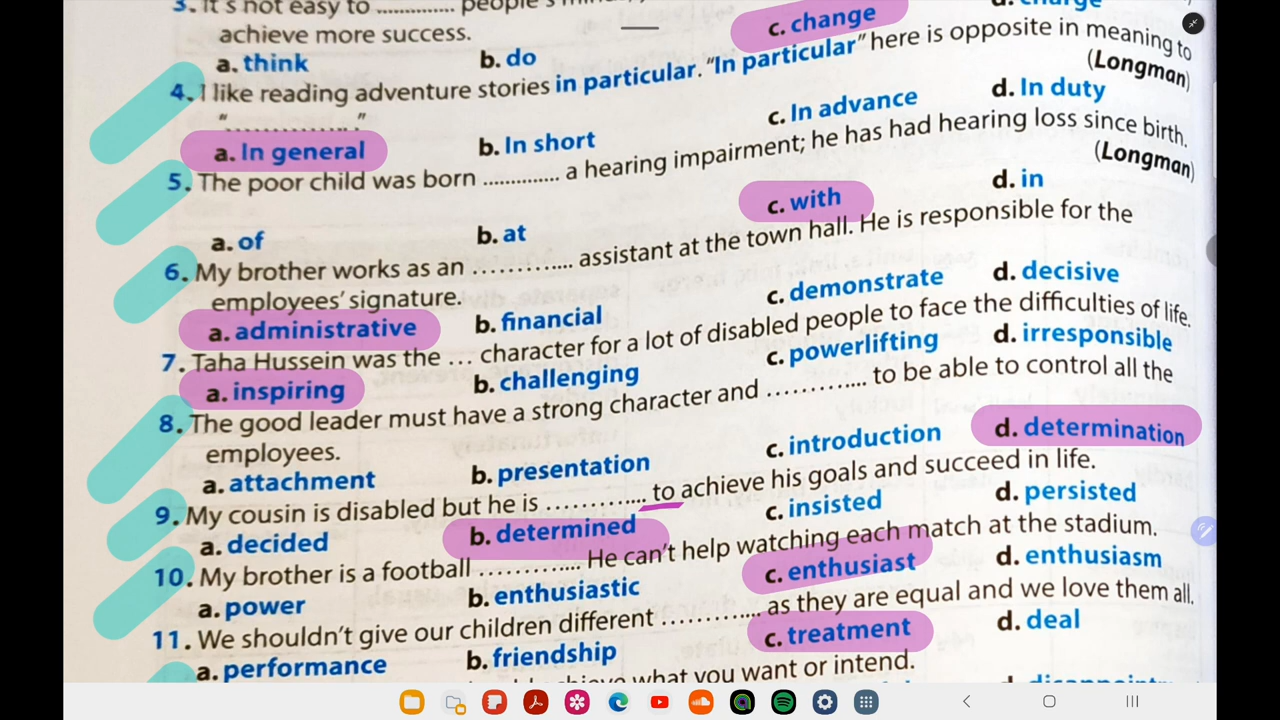 3. It's not easy to ............. people's
c. change
achieve more success.
a. think
b. do
4. I like reading adventure stories in particular. "In particular" here is opposite in meaning to
"..............."
(Longman)
a. In general
b. In short
c. In advance
d. In duty
5. The poor child was born ............. a hearing impairment; he has had hearing loss since birth.
(Longman)
a. of
b. at
c. with
d. in
6. My brother works as an ............. assistant at the town hall. He is responsible for the
employees' signature.
a. administrative
b. financial
c. demonstrate
d. decisive
7. Taha Hussein was the ... character for a lot of disabled people to face the difficulties of life.
a. inspiring
b. challenging
c. powerlifting
d. irresponsible
8. The good leader must have a strong character and ............. to be able to control all the
employees.
a. attachment
b. presentation
c. introduction
d. determination
9. My cousin is disabled but he is ............. to achieve his goals and succeed in life.
a. decided
b. determined
c. insisted
d. persisted
10. My brother is a football ............. He can't help watching each match at the stadium.
a. power
b. enthusiastic
c. enthusiast
d. enthusiasm
11. We shouldn't give our children different ............. as they are equal and we love them all.
a. performance
b. friendship
c. treatment
d. deal
what you want or intend.